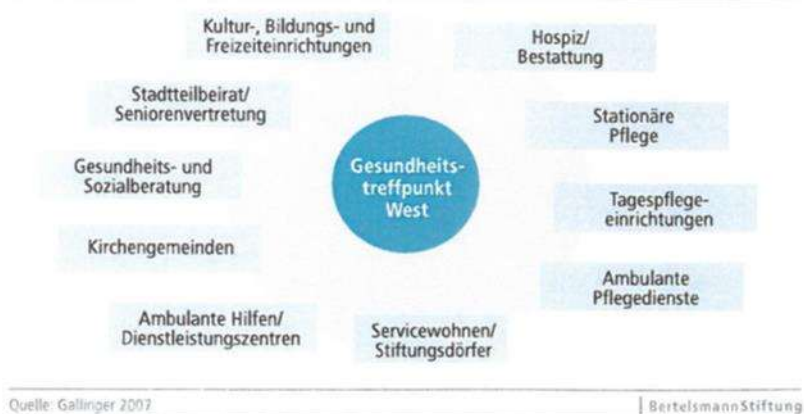 Kultur-, Bildungs- und
Freizeiteinrichtungen
Hospiz/
Bestattung
Stadtteilbeirat/
Seniorenvertretung
Stationäre
Pflege
Gesundheits-
treffpunkt
West
Gesundheits- und
Sozialberatung
Tagespflege-
einrichtungen
Kirchengemeinden
Ambulante
Pflegedienste
Ambulante Hilfen/
Dienstleistungszentren
Servicewohnen/
Stiftungsdörfer
Quelle: Gallinger 2007
BertelsmannStiftung